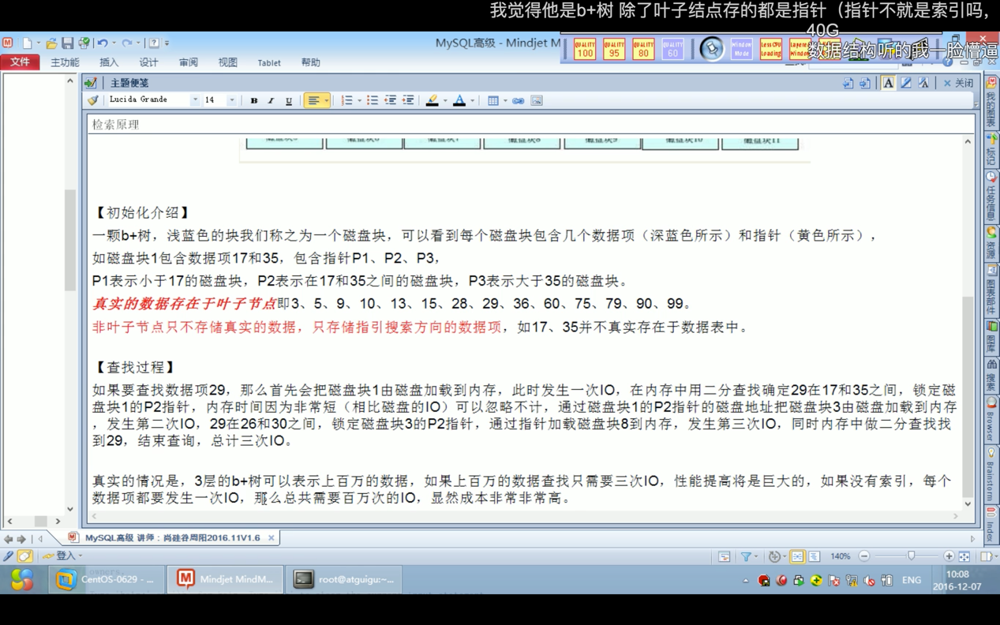 我觉得他是b+树 除了叶子结点存的都是指针（指针不就是索引吗，
40G
数据结构听的我一脸懵逼
MySQL高级 - Mindjet M
QUALITY 100
QUALITY 95
QUALITY 80
QUALITY 60
Window Mode
Less CPU Loading
文件 主功能 插入 设计 审阅 视图 Tablet 帮助
主题便笺
关闭
Lucida Grande 14 B I U
检索原理
磁盘块8
磁盘块10
磁盘块11
【初始化介绍】
一颗b+树，浅蓝色的块我们称之为一个磁盘块，可以看到每个磁盘块包含几个数据项（深蓝色所示）和指针（黄色所示），
如磁盘块1包含数据项17和35，包含指针P1、P2、P3，
P1表示小于17的磁盘块，P2表示在17和35之间的磁盘块，P3表示大于35的磁盘块。
真实的数据存在于叶子节点即3、5、9、10、13、15、28、29、36、60、75、79、90、99。
非叶子节点只不存储真实的数据，只存储指引搜索方向的数据项，如17、35并不真实存在于数据表中。
【查找过程】
如果要查找数据项29，那么首先会把磁盘块1由磁盘加载到内存，此时发生一次IO，在内存中用二分查找确定29在17和35之间，锁定磁
盘块1的P2指针，内存时间因为非常短（相比磁盘的IO）可以忽略不计，通过磁盘块1的P2指针的磁盘地址把磁盘块3由磁盘加载到内存
，发生第二次IO，29在26和30之间，锁定磁盘块3的P2指针，通过指针加载磁盘块8到内存，发生第三次IO，同时内存中做二分查找找
到29，结束查询，总计三次IO。
真实的情况是，3层的b+树可以表示上百万的数据，如果上百万的数据查找只需要三次IO，性能提高将是巨大的，如果没有索引，每个
数据项都要发生一次IO，那么总共需要百万次的IO，显然成本非常非常高。
我的图表
标记
任务信息
资源
图表部件
图库
搜索
Browser
Brainstorm
Index
MySQL高级 讲师：尚硅谷周阳2016.11V1.6
登入
140%
CentOS-0629 - ...
Mindjet MindM...
root@atguigu:~...
ENG
10:08
2016-12-07